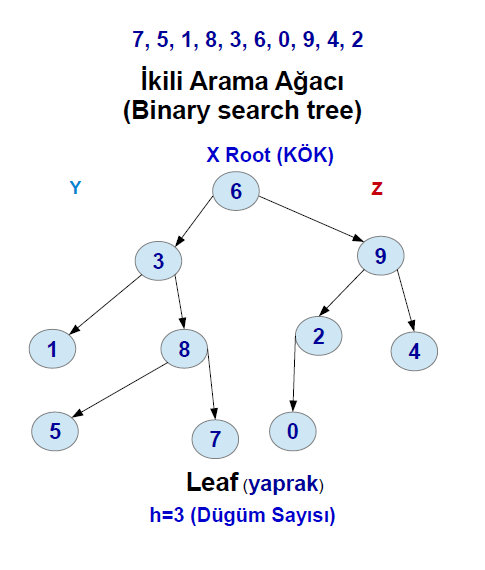 7, 5, 1, 8, 3, 6, 0, 9, 4, 2
İkili Arama Ağacı
(Binary search tree)
X Root (KÖK)
Y
Z
6
3
9
1
8
2
4
5
7
0
Leaf (yaprak)
h=3 (Dügüm Sayısı)